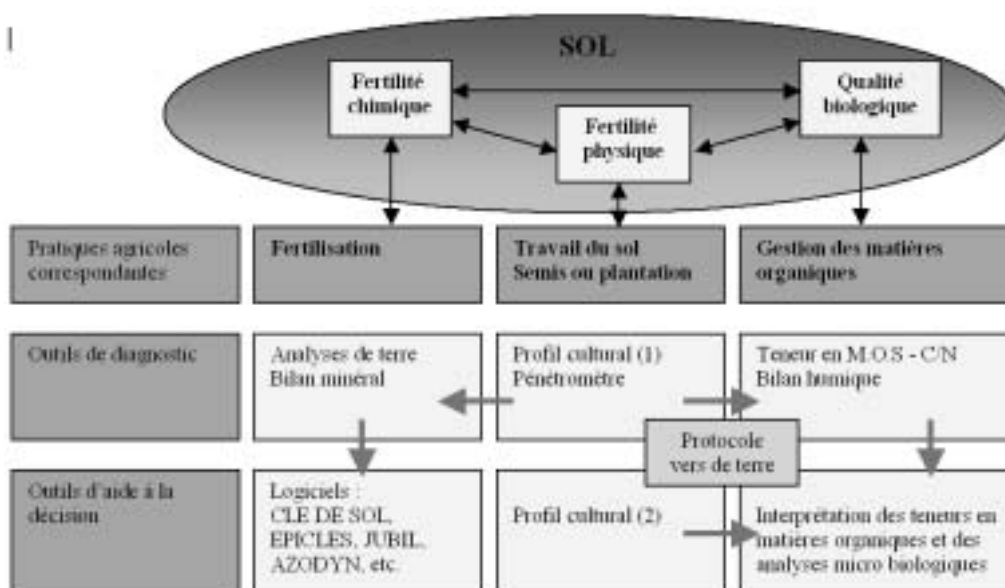 SOL
Fertilité
chimique
Qualité
biologique
Fertilité
physique
Pratiques agricoles
correspondantes
Fertilisation
Travail du sol
Semis ou plantation
Gestion des matières
organiques
Outils de diagnostic
Analyses de terre
Bilan minéral
Profil cultural (1)
Pénétromètre
Teneur en M.O.S - C/N
Bilan humique
Protocole
vers de terre
Outils d'aide à la
décision
Logiciels :
CLE DE SOL,
EPICLES, JUBIL,
AZODYN, etc.
Profil cultural (2)
Interprétation des teneurs en
matières organiques et des
analyses micro biologiques